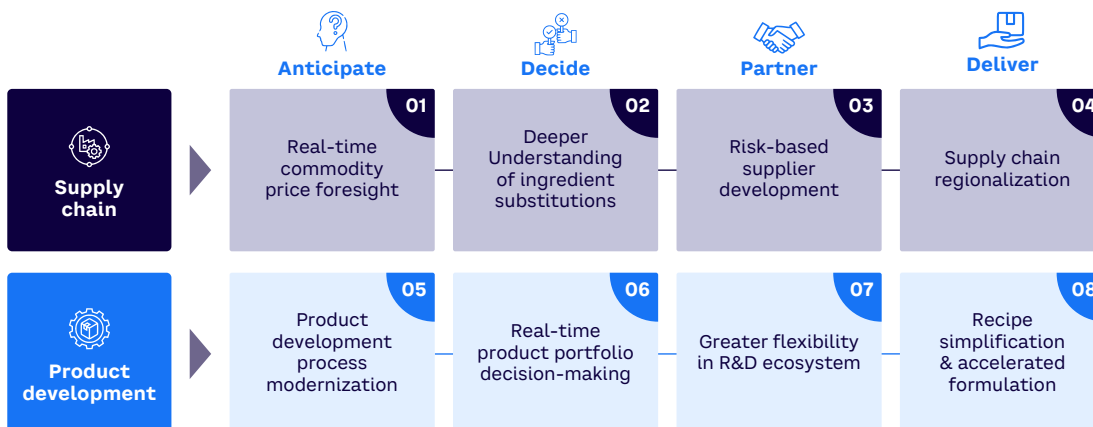 Anticipate
Decide
Partner
Deliver
Supply
chain
01
Real-time
commodity
price foresight
02
Deeper
Understanding
of ingredient
substitutions
03
Risk-based
supplier
development
04
Supply chain
regionalization
Product
development
05
Product
development
process
modernization
06
Real-time
product portfolio
decision-making
07
Greater flexibility
in R&D ecosystem
08
Recipe
simplification
& accelerated
formulation